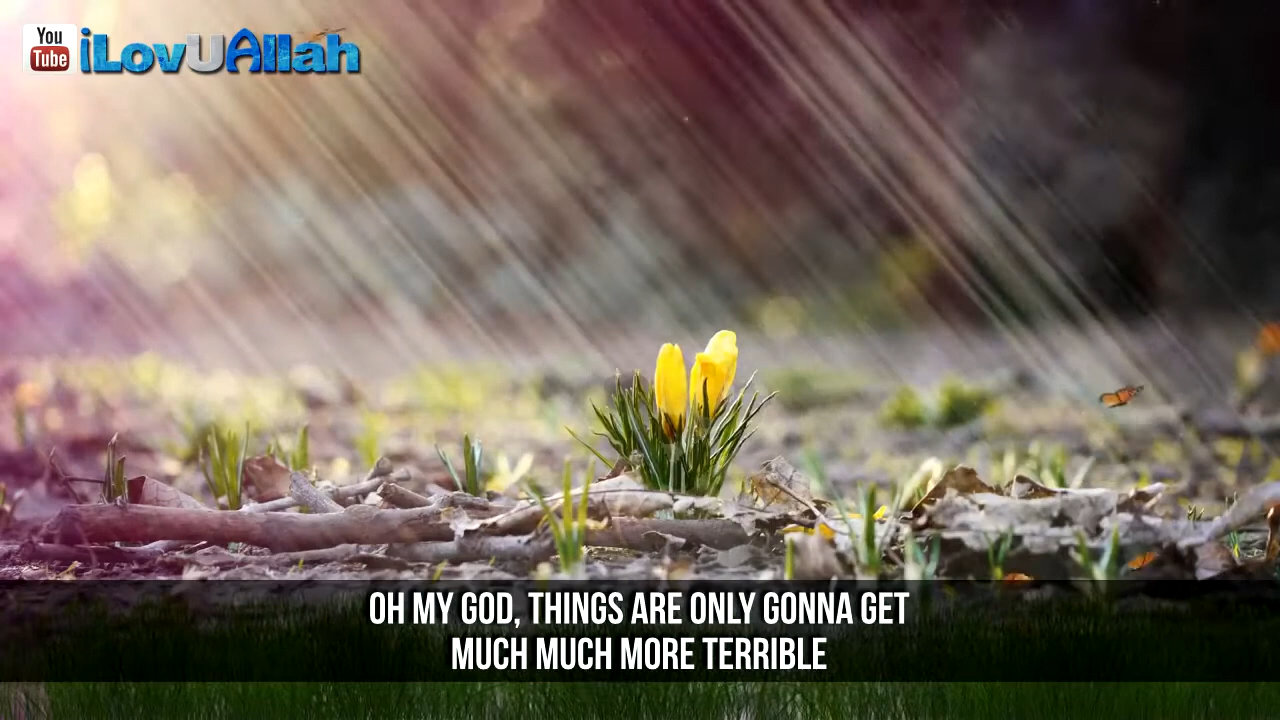 You
Tube
iLovUAllah
OH MY GOD, THINGS ARE ONLY GONNA GET
MUCH MUCH MORE TERRIBLE